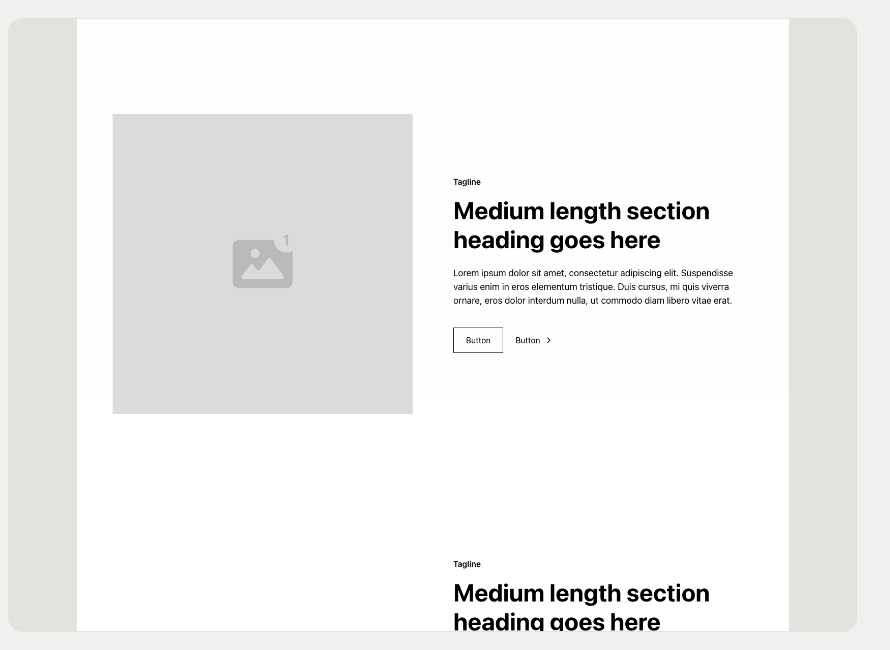 1
Tagline
Medium length section
heading goes here
Lorem ipsum dolor sit amet, consectetur adipiscing elit. Suspendisse
varius enim in eros elementum tristique. Duis cursus, mi quis viverra
ornare, eros dolor interdum nulla, ut commodo diam libero vitae erat.
Button
Button >
Tagline
Medium length section
heading goes here